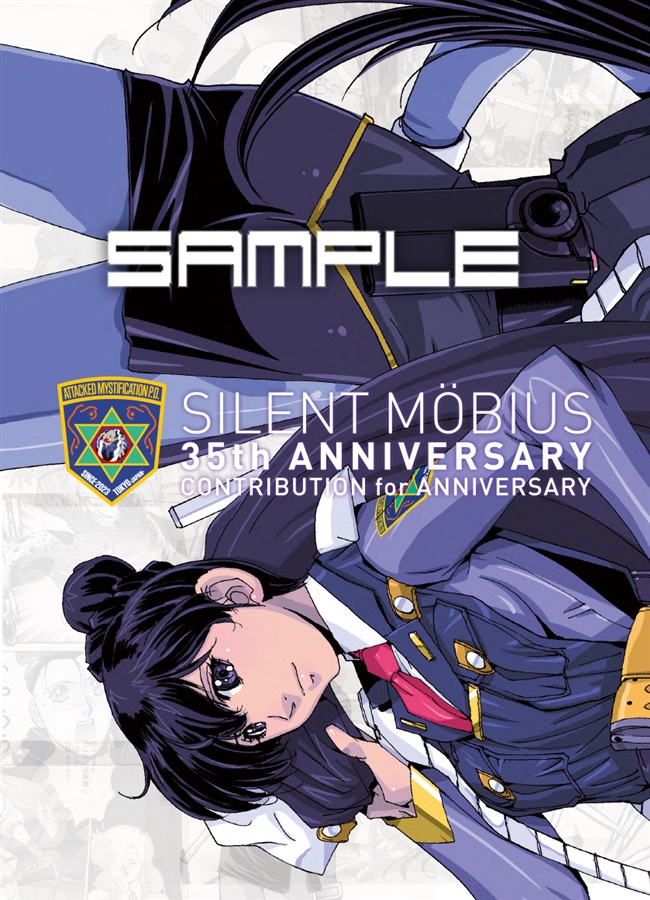 SAMPLE
ATTACKED MYSTIFICATION P.D.
SINCE·2023
TOKYO-JAPAN-
SILENT MÖBIUS
35th ANNIVERSARY
CONTRIBUTION for ANNIVERSARY